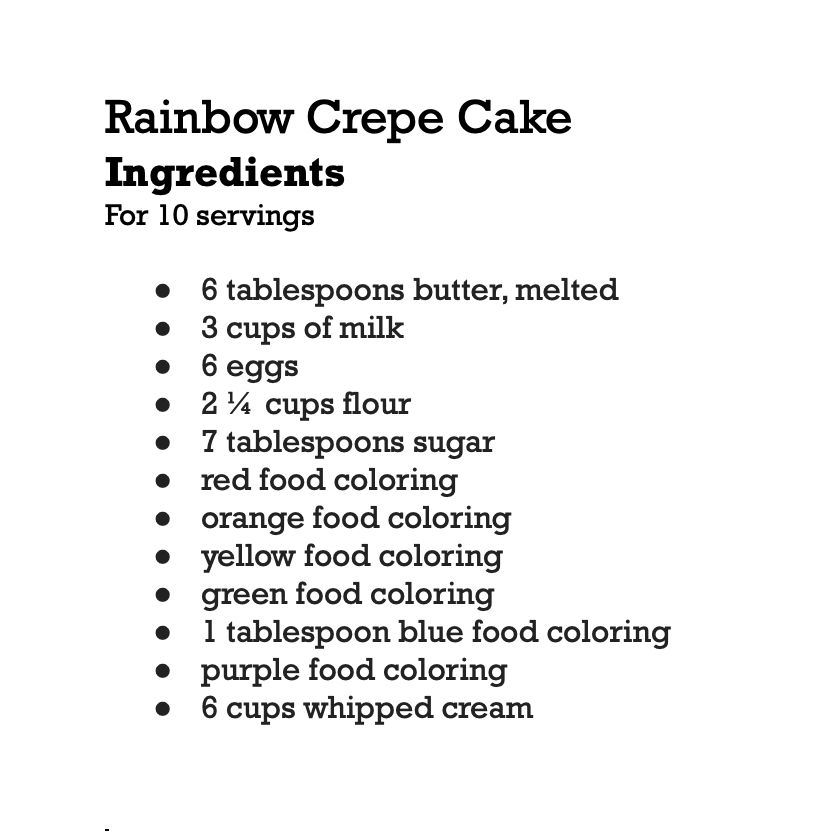 Rainbow Crepe Cake
Ingredients
For 10 servings
● 6 tablespoons butter, melted
● 3 cups of milk
● 6 eggs
● 2 ¼ cups flour
● 7 tablespoons sugar
● red food coloring
● orange food coloring
● yellow food coloring
● green food coloring
● 1 tablespoon blue food coloring
● purple food coloring
● 6 cups whipped cream